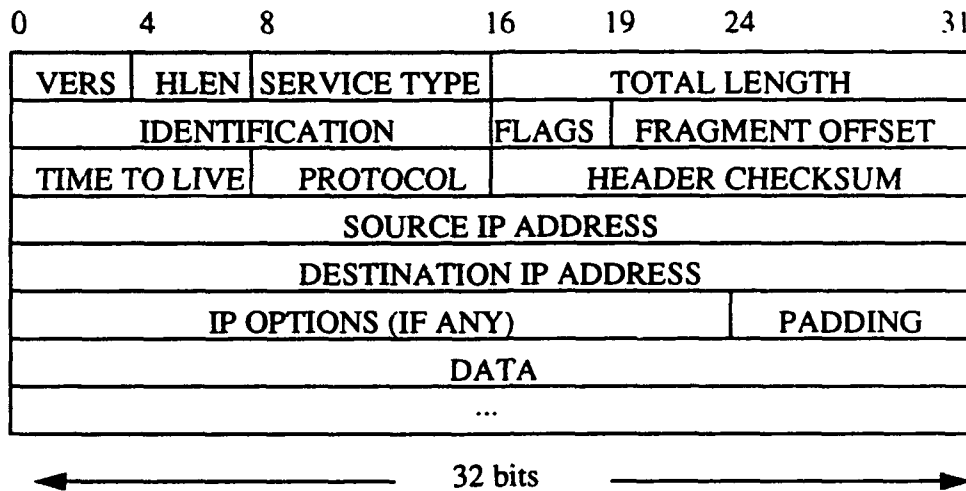 0 4 8 16 19 24 31
VERS HLEN SERVICE TYPE TOTAL LENGTH
IDENTIFICATION FLAGS FRAGMENT OFFSET
TIME TO LIVE PROTOCOL HEADER CHECKSUM
SOURCE IP ADDRESS
DESTINATION IP ADDRESS
IP OPTIONS (IF ANY) PADDING
DATA
...
32 bits